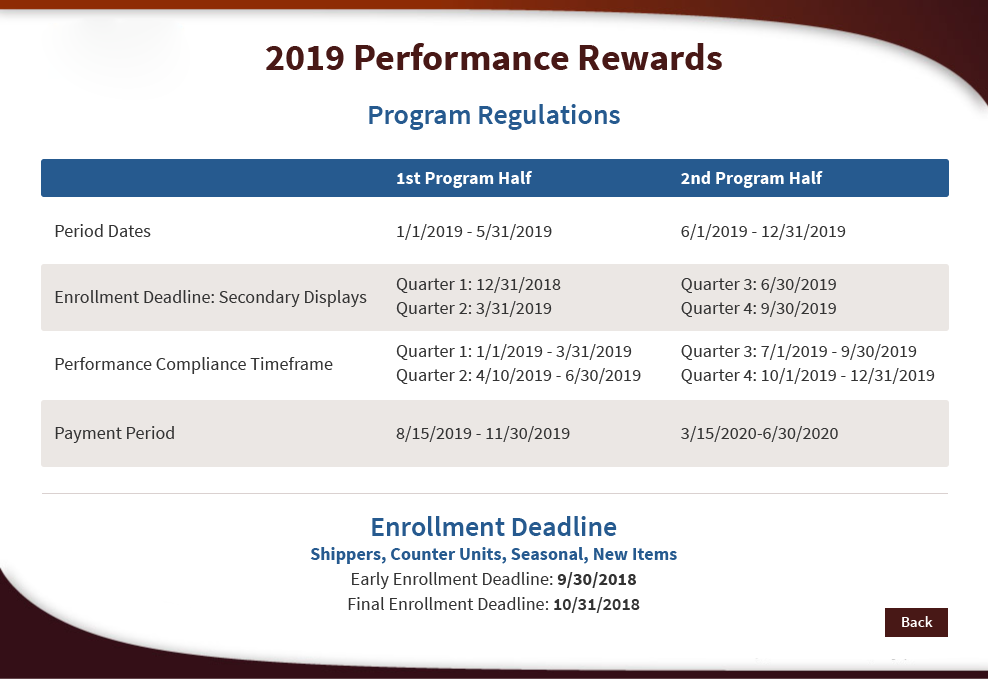 2019 Performance Rewards
Program Regulations
1st Program Half 2nd Program Half
Period Dates 1/1/2019 - 5/31/2019 6/1/2019 - 12/31/2019
Enrollment Deadline: Secondary Displays
Quarter 1: 12/31/2018 Quarter 3: 6/30/2019
Quarter 2: 3/31/2019 Quarter 4: 9/30/2019
Performance Compliance Timeframe
Quarter 1: 1/1/2019 - 3/31/2019 Quarter 3: 7/1/2019 - 9/30/2019
Quarter 2: 4/10/2019 - 6/30/2019 Quarter 4: 10/1/2019 - 12/31/2019
Payment Period 8/15/2019 - 11/30/2019 3/15/2020-6/30/2020
Enrollment Deadline
Shippers, Counter Units, Seasonal, New Items
Early Enrollment Deadline: 9/30/2018
Final Enrollment Deadline: 10/31/2018
Back